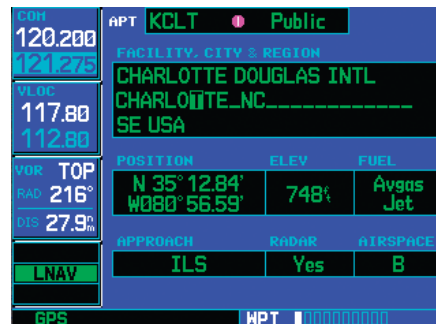 COM
120.200
121.275
VLOC
117.80
112.80
VOR TOP
RAD 216°
DIS 27.9nm
LNAV
GPS
APT KCLT Public
FACILITY, CITY & REGION
CHARLOTTE DOUGLAS INTL
CHARLOTTE_NC_____________
SE USA
POSITION ELEV FUEL
N 35°12.84' 748ft Avgas
W080°56.59' Jet
APPROACH RADAR AIRSPACE
ILS Yes B
WPT